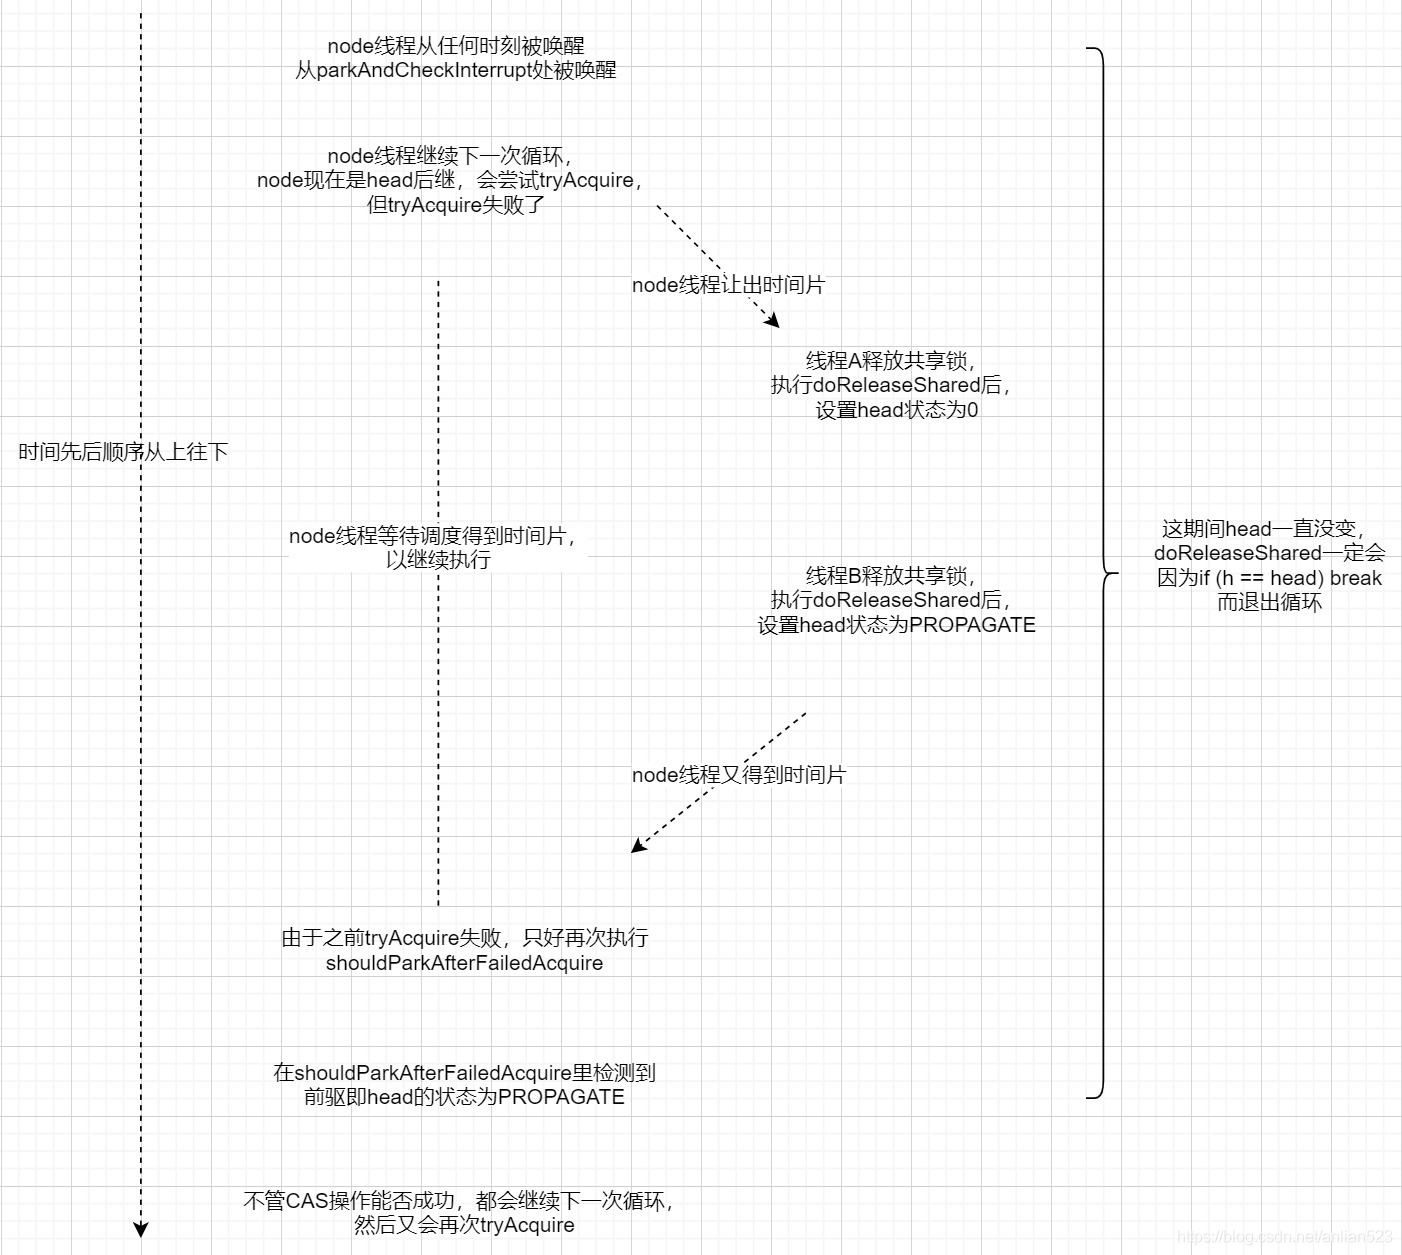 node线程从任何时刻被唤醒
从parkAndCheckInterrupt处被唤醒
node线程继续下一次循环，
node现在是head后继，会尝试tryAcquire，
但tryAcquire失败了
node线程让出时间片
线程A释放共享锁，
执行doReleaseShared后，
设置head状态为0
时间先后顺序从上往下
node线程等待调度得到时间片，
以继续执行
这期间head一直没变，
doReleaseShared一定会
因为if (h == head) break
而退出循环
线程B释放共享锁，
执行doReleaseShared后，
设置head状态为PROPAGATE
node线程又得到时间片
由于之前tryAcquire失败，只好再次执行
shouldParkAfterFailedAcquire
在shouldParkAfterFailedAcquire里检测到
前驱即head的状态为PROPAGATE
不管CAS操作能否成功，都会继续下一次循环，
然后又会再次tryAcquire
https://blog.csdn.net/anlian523